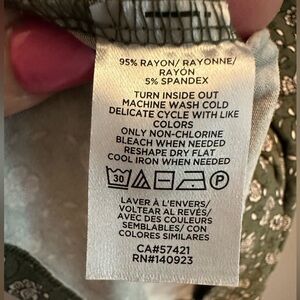 95% RAYON/ RAYONNE/
RAYÓN
5% SPANDEX
TURN INSIDE OUT
MACHINE WASH COLD
DELICATE CYCLE WITH LIKE
COLORS
ONLY NON-CHLORINE
BLEACH WHEN NEEDED
RESHAPE DRY FLAT
COOL IRON WHEN NEEDED
30 P
LAVER À L'ENVERS/
VOLTEAR AL REVÉS/
AVEC DES COULEURS
SEMBLABLES/ CON
COLORES SIMILARES
CA#57421
RN#140923